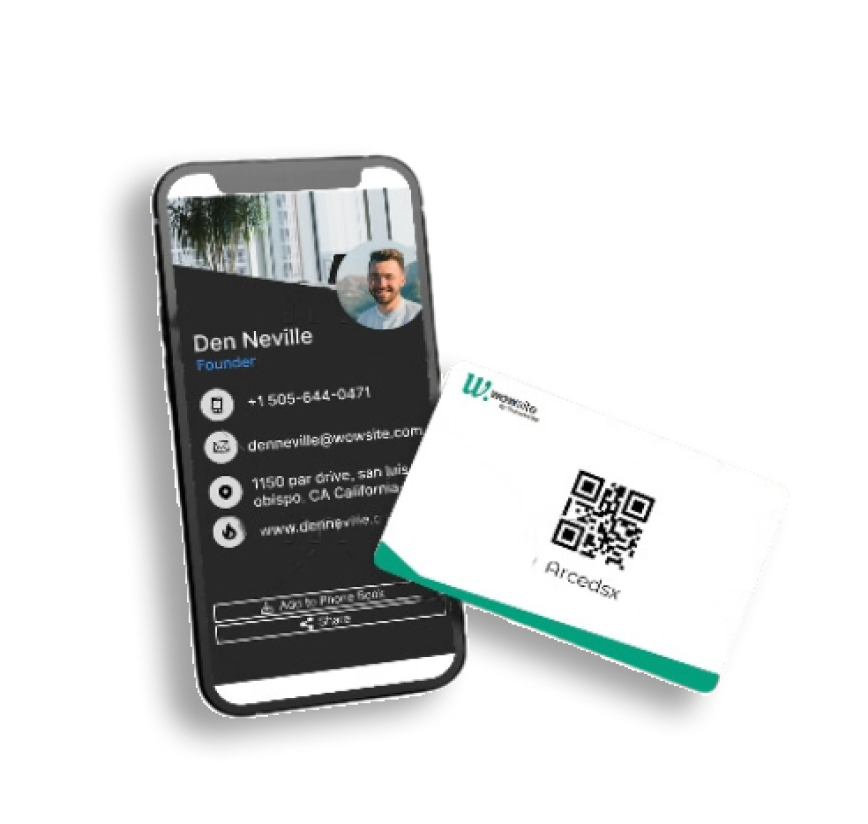 Den Neville
Founder
+1 505-644-0471
denneville@wowsite.com
1150 par drive, san luis
obispo. CA California
www.denneville.c
Add to Phone Book
Share
W.
wowsite
Arcedsx